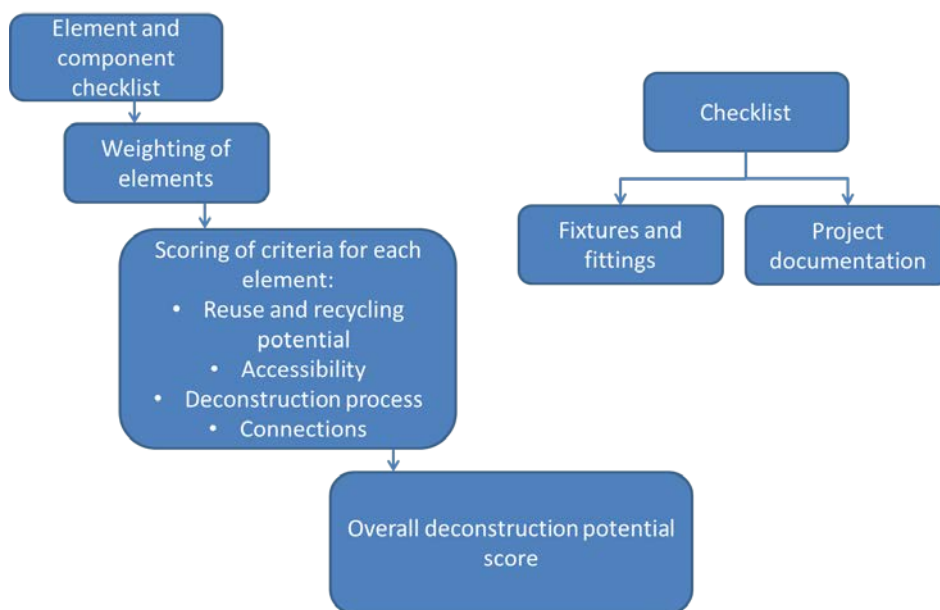 Element and
component
checklist
Weighting of
elements
Scoring of criteria for each
element:
• Reuse and recycling
potential
• Accessibility
• Deconstruction process
• Connections
Overall deconstruction potential
score
Checklist
Fixtures and
fittings
Project
documentation